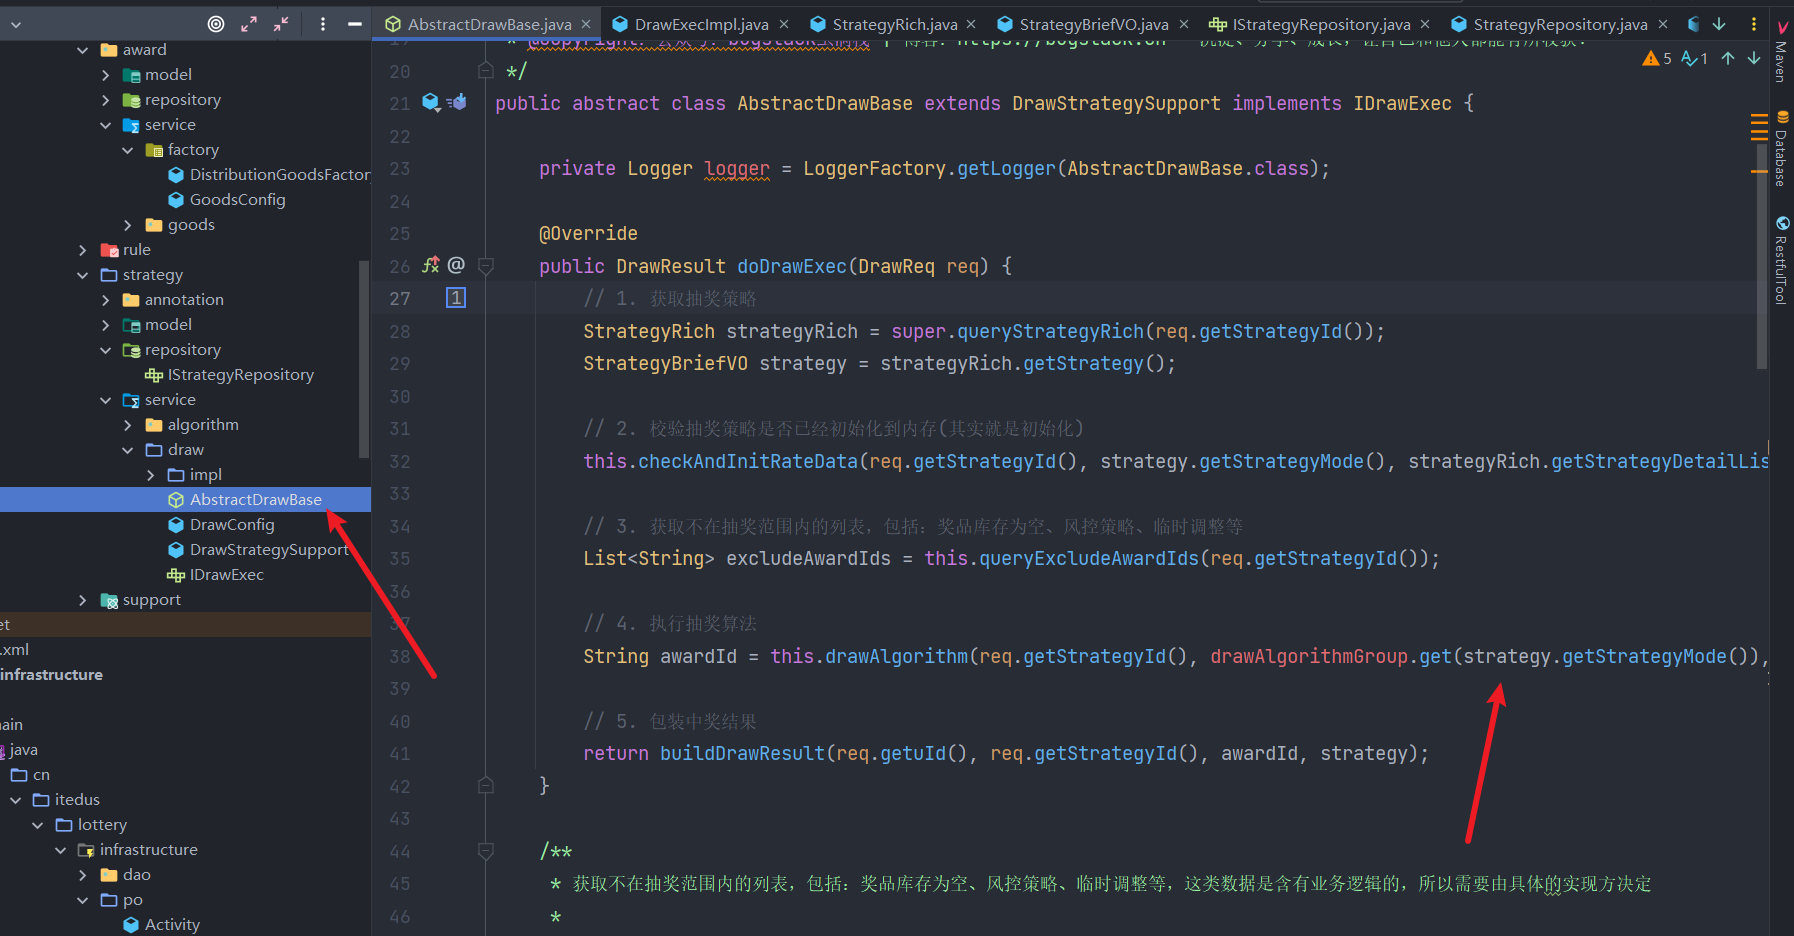 AbstractDrawBase.java
DrawExecImpl.java
StrategyRich.java
StrategyBriefVO.java
IStrategyRepository.java
StrategyRepository.java
award
model
repository
service
factory
DistributionGoodsFactor
GoodsConfig
goods
rule
strategy
annotation
model
repository
IStrategyRepository
service
algorithm
draw
impl
AbstractDrawBase
DrawConfig
DrawStrategySupport
IDrawExec
support
et
.xml
infrastructure
ain
java
cn
itedus
lottery
infrastructure
dao
po
Activity
20 */
21 public abstract class AbstractDrawBase extends DrawStrategySupport implements IDrawExec {
22
23 private Logger logger = LoggerFactory.getLogger(AbstractDrawBase.class);
24
25 @Override
26 public DrawResult doDrawExec(DrawReq req) {
27 // 1. 获取抽奖策略
28 StrategyRich strategyRich = super.queryStrategyRich(req.getStrategyId());
29 StrategyBriefVO strategy = strategyRich.getStrategy();
30
31 // 2. 校验抽奖策略是否已经初始化到内存(其实就是初始化)
32 this.checkAndInitRateData(req.getStrategyId(), strategy.getStrategyMode(), strategyRich.getStrategyDetailLis
33
34 // 3. 获取不在抽奖范围内的列表，包括：奖品库存为空、风控策略、临时调整等
35 List<String> excludeAwardIds = this.queryExcludeAwardIds(req.getStrategyId());
36
37 // 4. 执行抽奖算法
38 String awardId = this.drawAlgorithm(req.getStrategyId(), drawAlgorithmGroup.get(strategy.getStrategyMode()),
39
40 // 5. 包装中奖结果
41 return buildDrawResult(req.getuId(), req.getStrategyId(), awardId, strategy);
42 }
43
44 /**
45 * 获取不在抽奖范围内的列表，包括：奖品库存为空、风控策略、临时调整等，这类数据是含有业务逻辑的，所以需要由具体的实现方决定
46 *
5 1
1
Maven
Database
RestfulTool